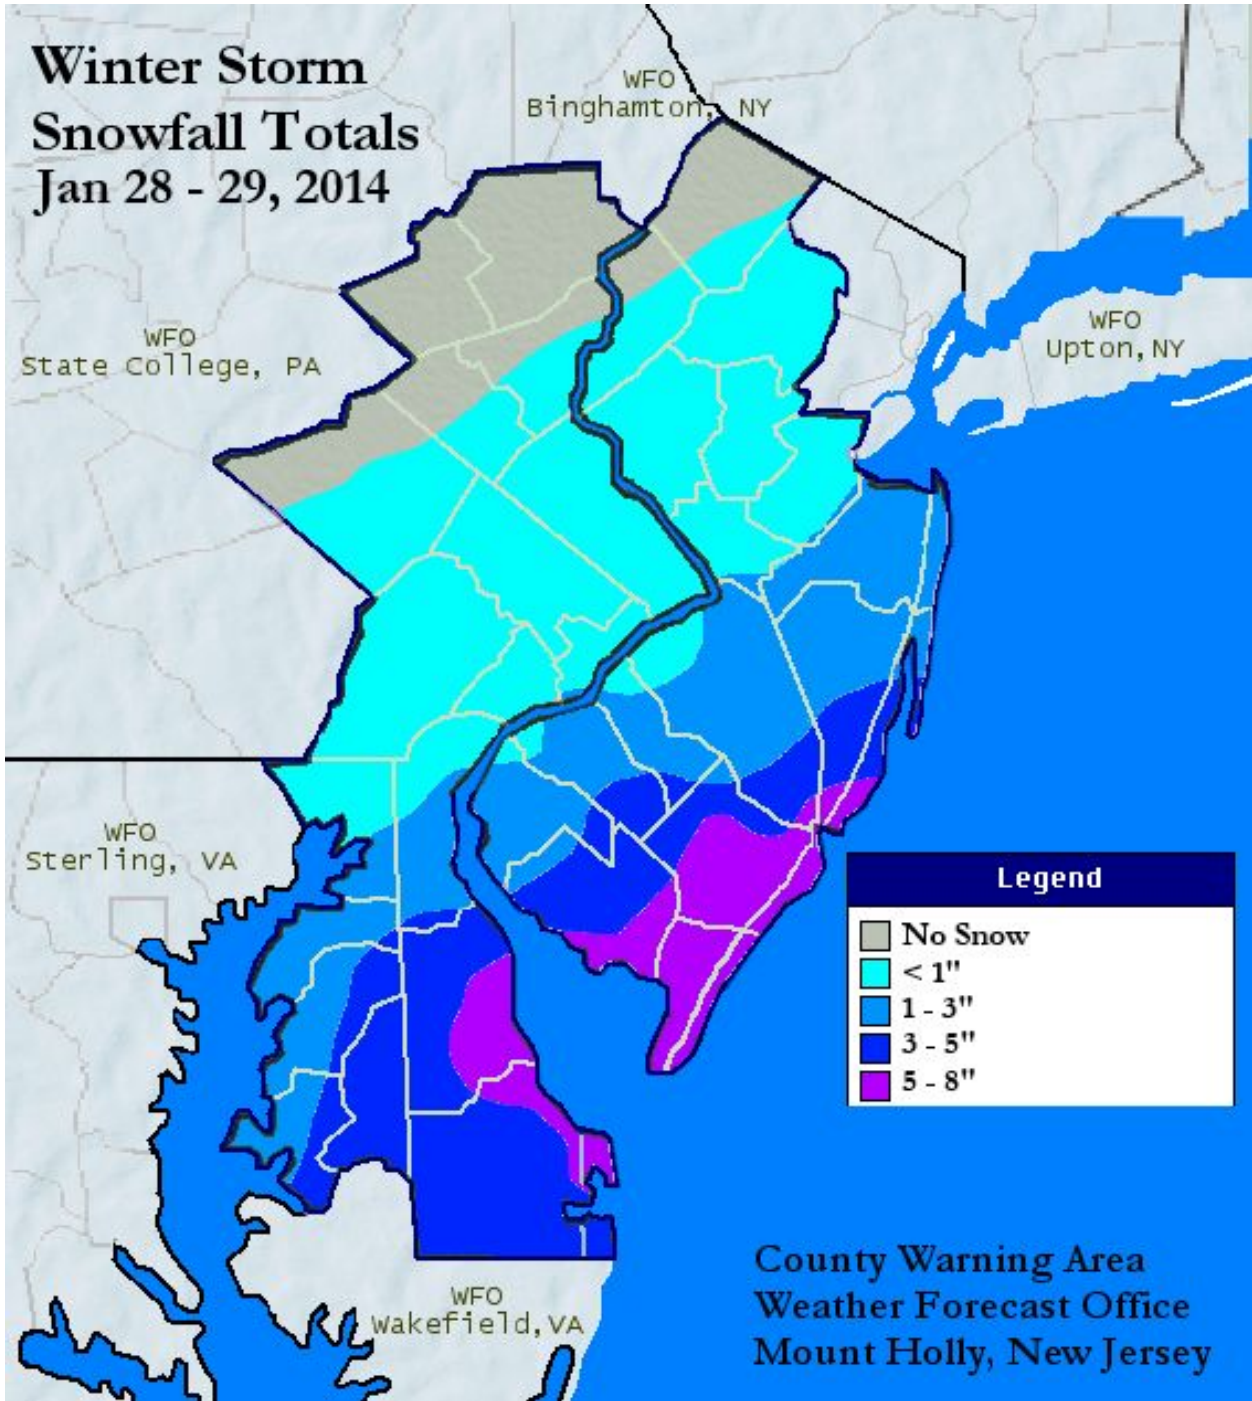 Winter Storm
Snowfall Totals
Jan 28 - 29, 2014
WFO
Binghamton, NY
WFO
State College, PA
WFO
Upton,NY
WFO
Sterling, VA
Legend
No Snow
< 1"
1 - 3"
3 - 5"
5 - 8"
WFO
Wakefield,VA
County Warning Area
Weather Forecast Office
Mount Holly, New Jersey